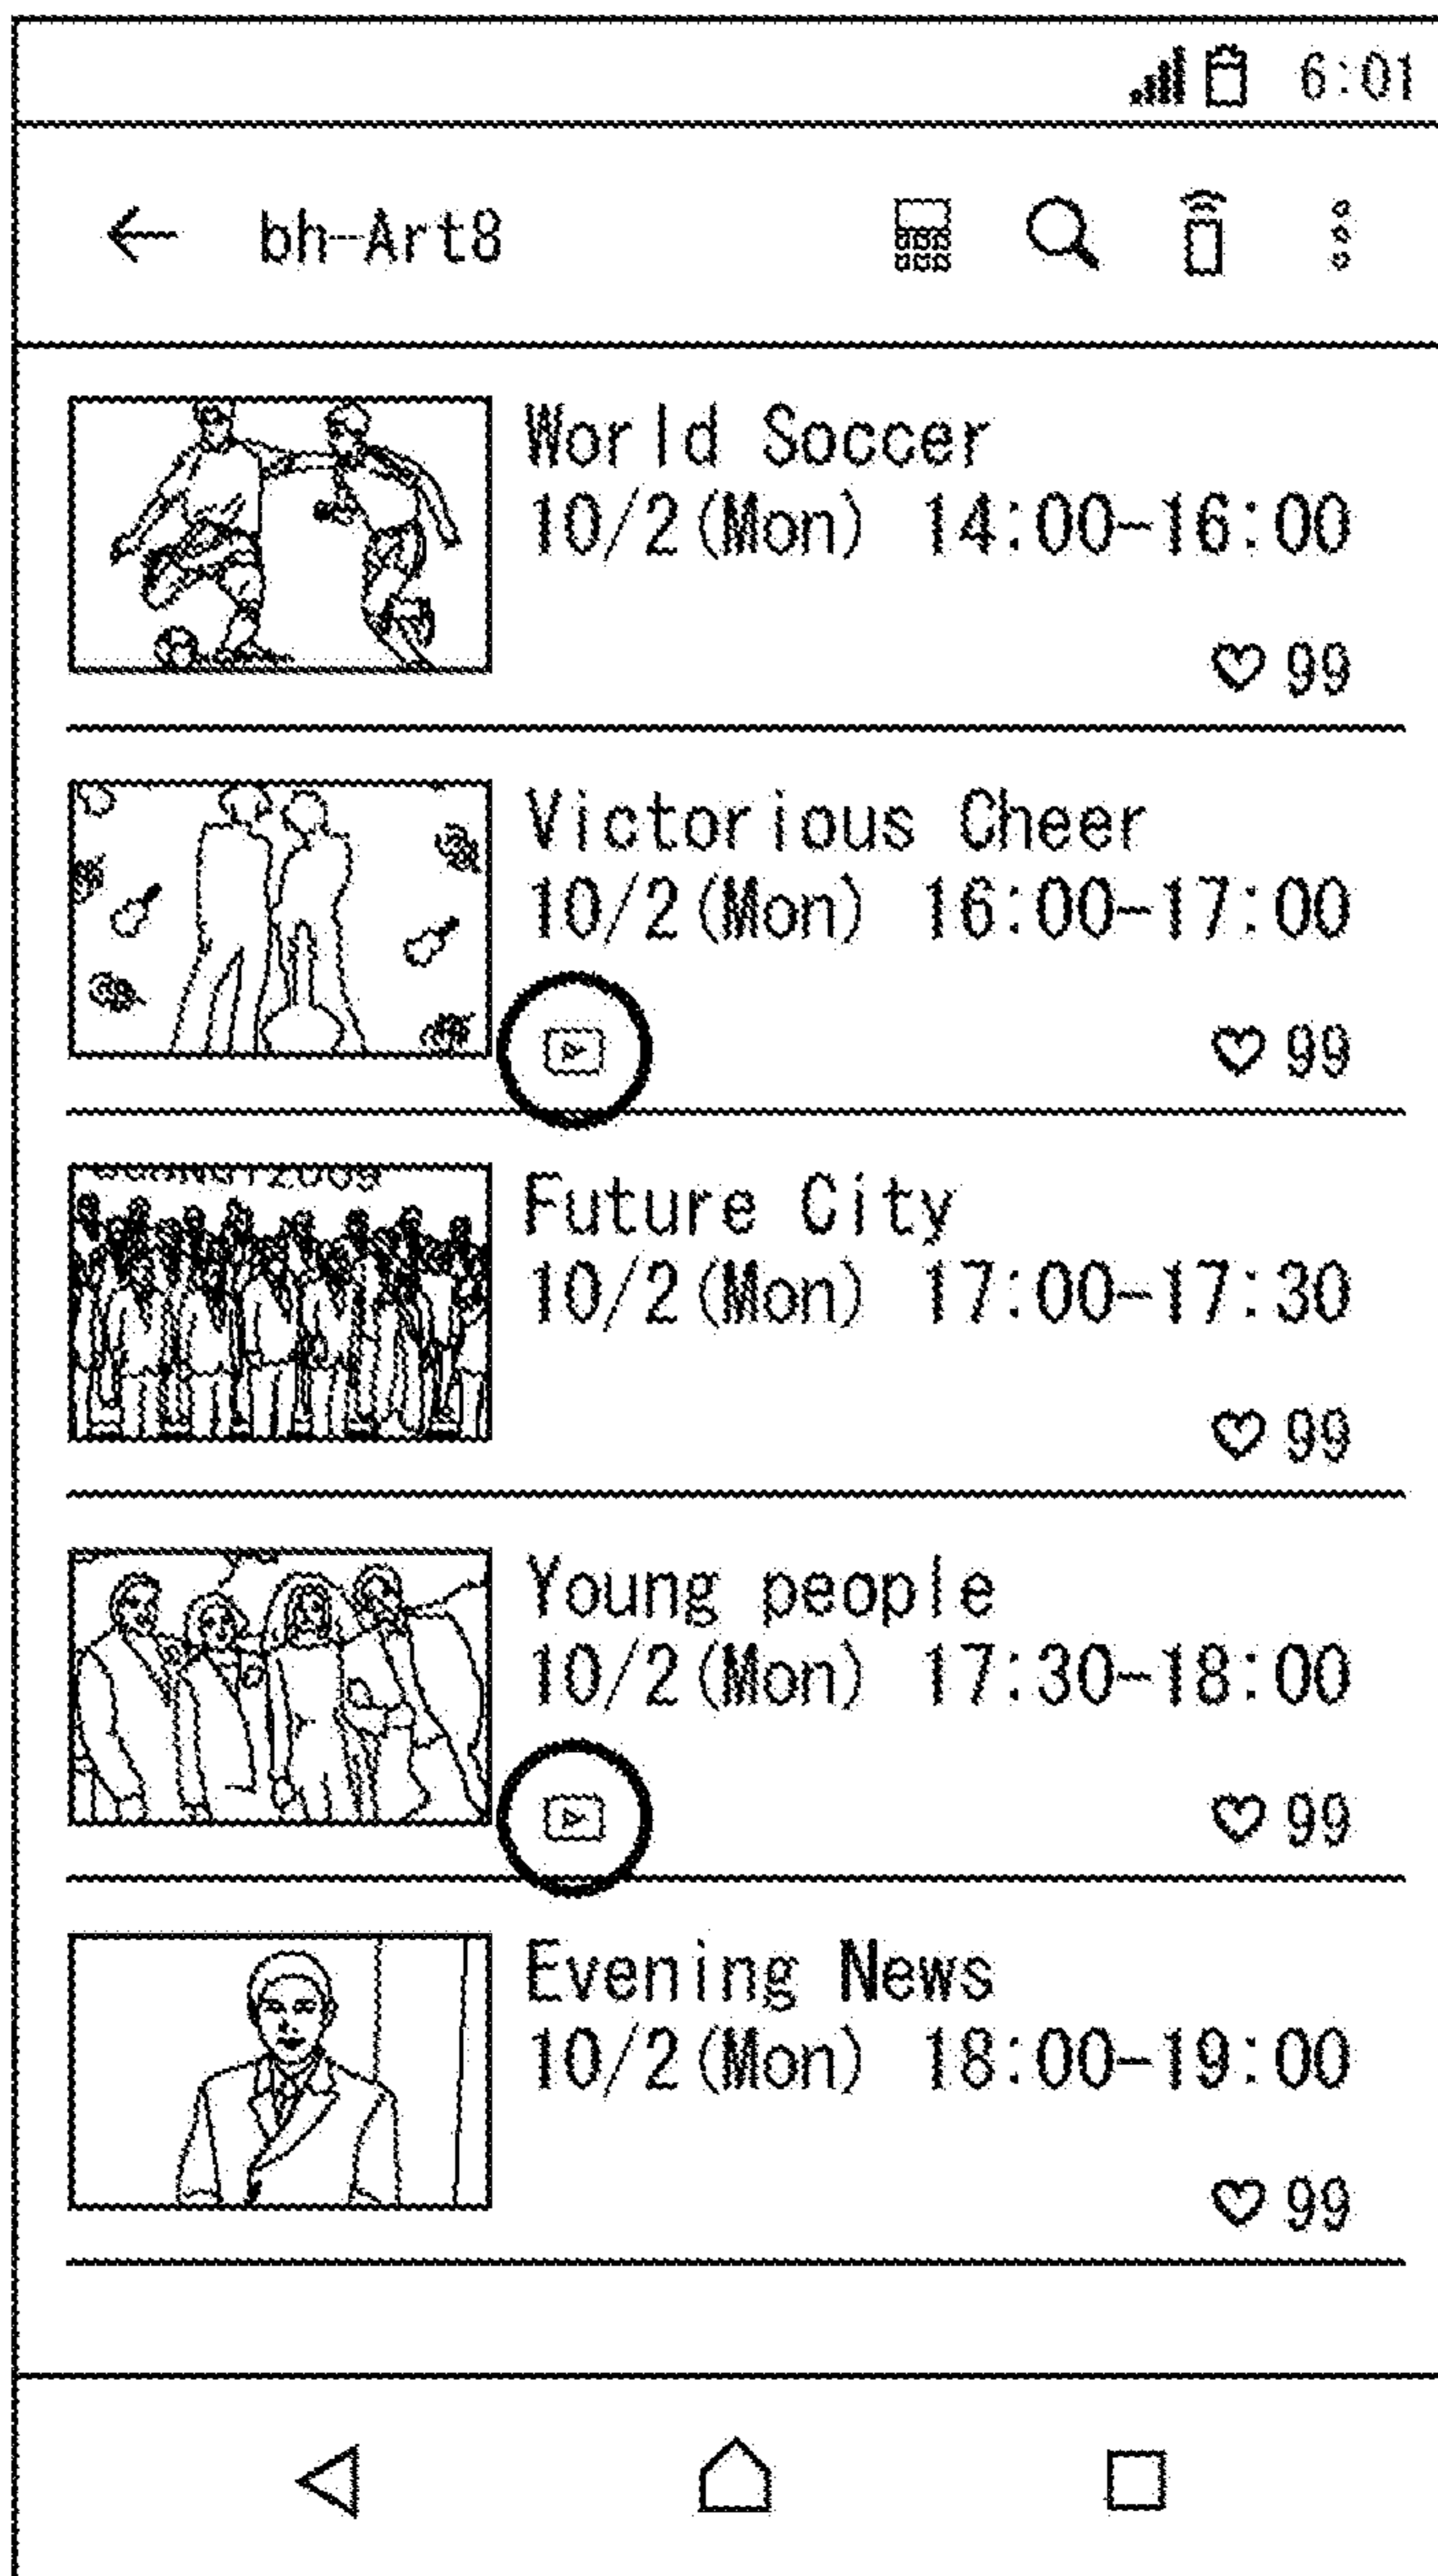 6:01
bh-Art8
World Soccer
10/2(Mon) 14:00-16:00
99
Victorious Cheer
10/2(Mon) 16:00-17:00
99
Future City
10/2(Mon) 17:00-17:30
99
Young people
10/2(Mon) 17:30-18:00
99
Evening News
10/2(Mon) 18:00-19:00
99